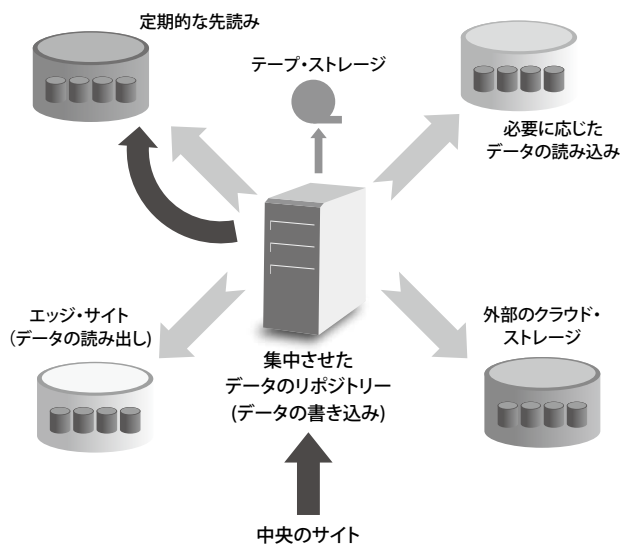 定期的な先読み
テープ・ストレージ
必要に応じた
データの読み込み
エッジ・サイト
(データの読み出し)
外部のクラウド・
ストレージ
集中させた
データのリポジトリー
(データの書き込み)
中央のサイト